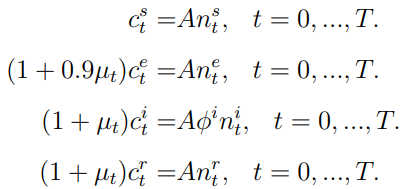 c_t^s = An_t^s, t = 0, ..., T.
(1 + 0.9μ_t)c_t^e = An_t^e, t = 0, ..., T.
(1 + μ_t)c_t^i = Aϕ^i n_t^i, t = 0, ..., T.
(1 + μ_t)c_t^r = An_t^r, t = 0, ..., T.